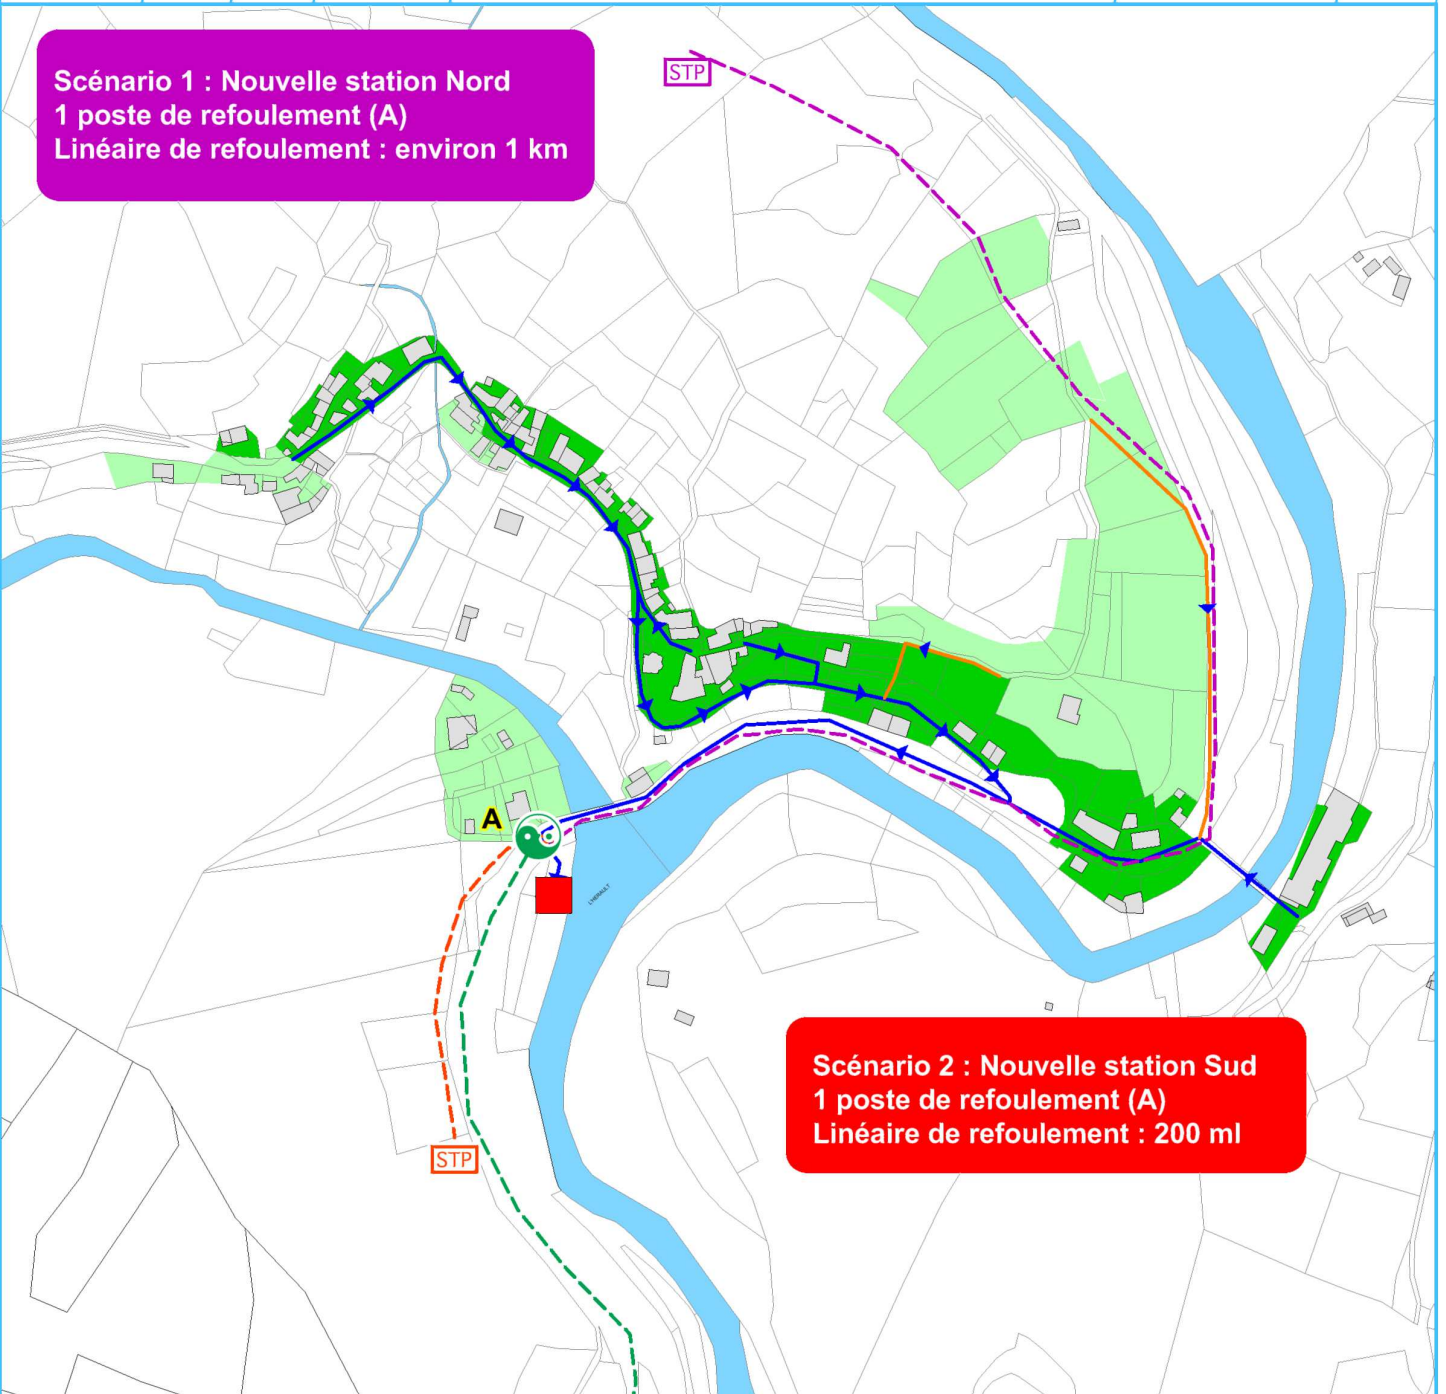 Scénario 1 : Nouvelle station Nord
1 poste de refoulement (A)
Linéaire de refoulement : environ 1 km
STP
A
L'HERAULT
STP
Scénario 2 : Nouvelle station Sud
1 poste de refoulement (A)
Linéaire de refoulement : 200 ml